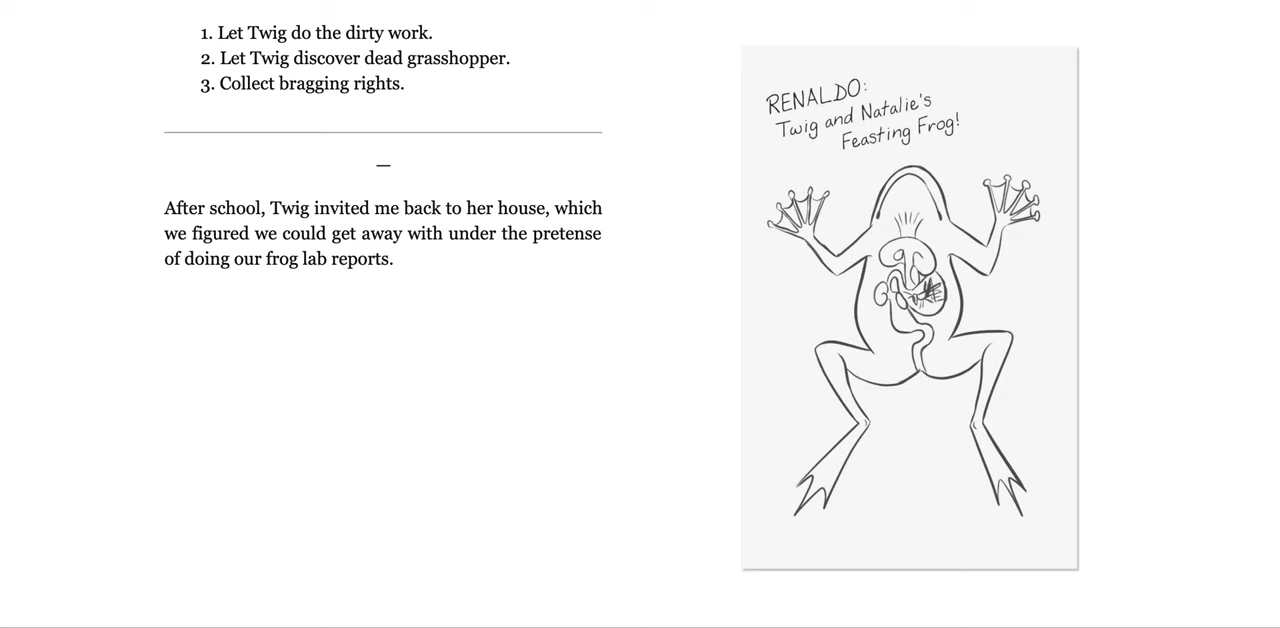 1. Let Twig do the dirty work.
2. Let Twig discover dead grasshopper.
3. Collect bragging rights.
—
After school, Twig invited me back to her house, which
we figured we could get away with under the pretense
of doing our frog lab reports.
RENALDO:
Twig and Natalie's
Feasting Frog!